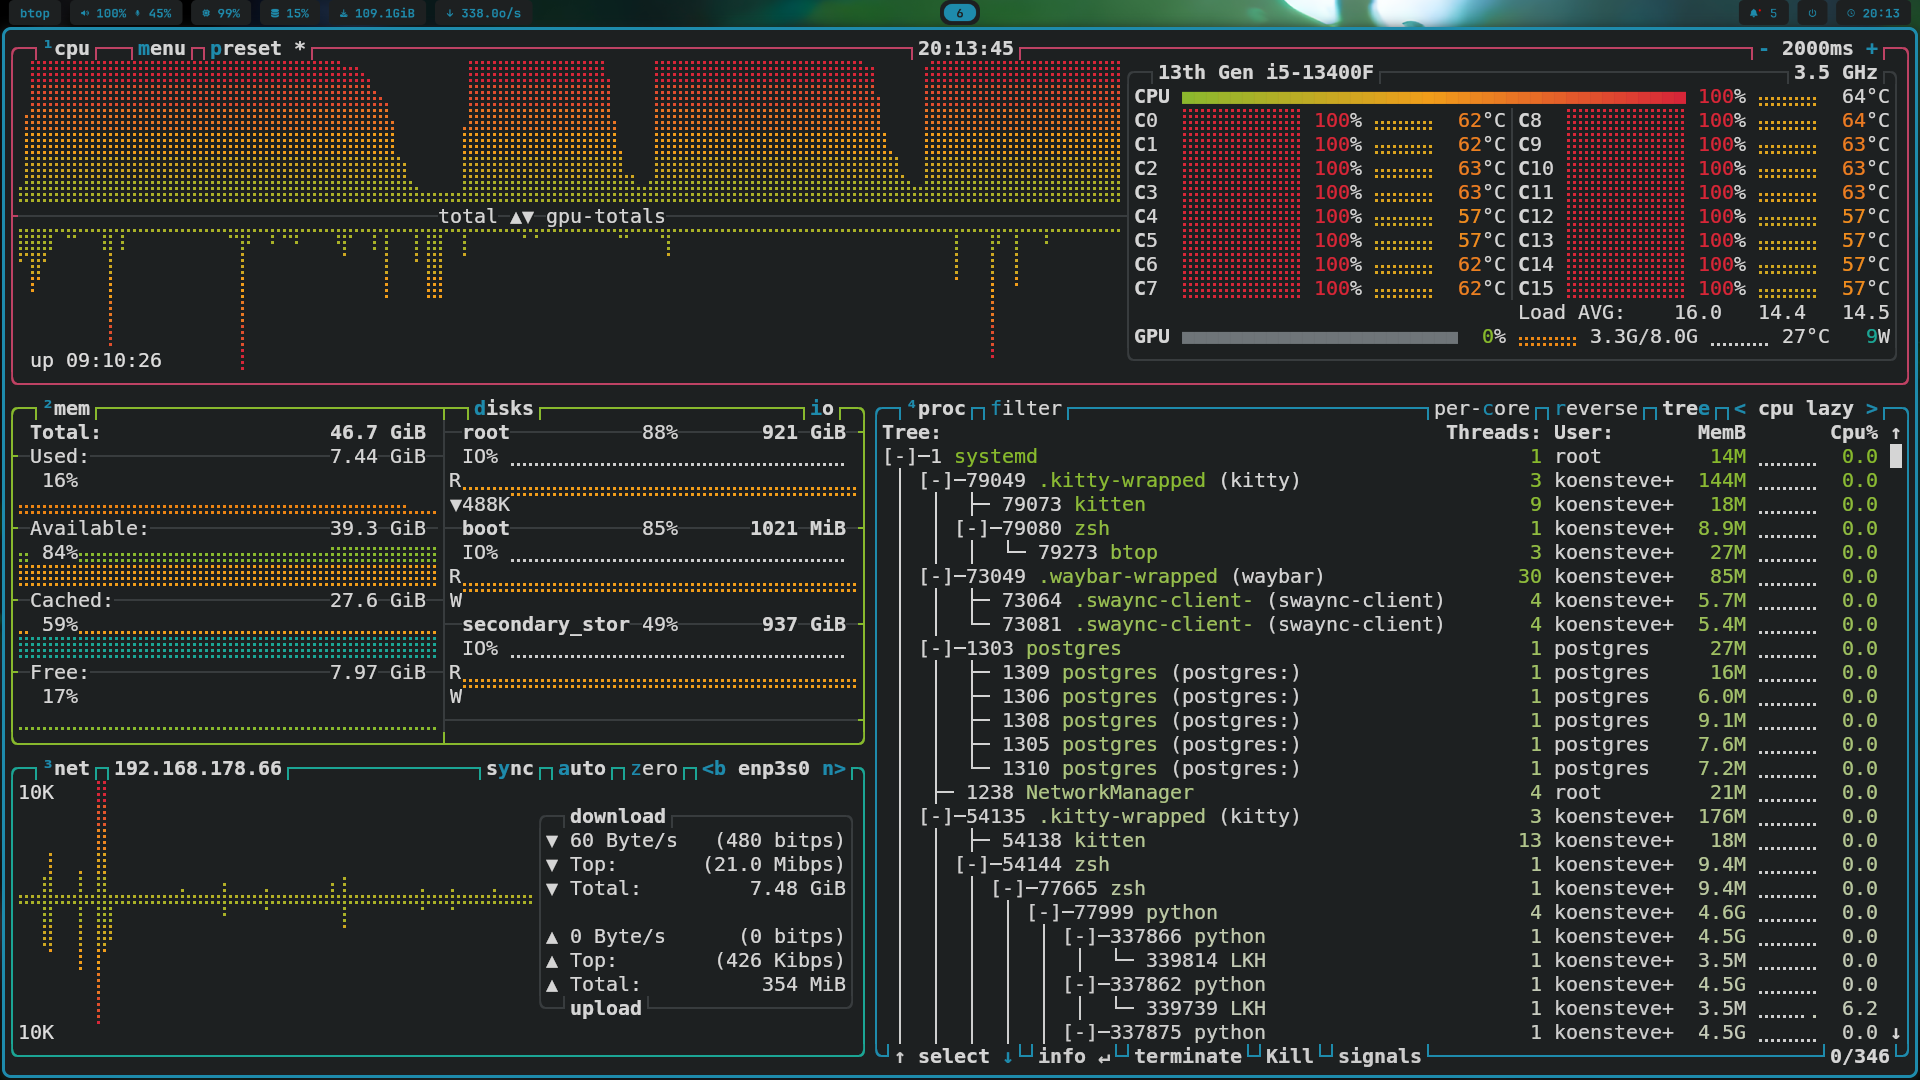 btop 100% 45% 99% 15% 109.1GiB 338.0o/s 6 5 20:13
¹cpu menu preset * 20:13:45 - 2000ms +
13th Gen i5-13400F 3.5 GHz
CPU 100% 64°C
C0 100% 62°C C8 100% 64°C
C1 100% 62°C C9 100% 63°C
C2 100% 63°C C10 100% 63°C
C3 100% 63°C C11 100% 63°C
C4 100% 57°C C12 100% 57°C
C5 100% 57°C C13 100% 57°C
C6 100% 62°C C14 100% 57°C
C7 100% 62°C C15 100% 57°C
Load AVG: 16.0 14.4 14.5
GPU 0% 3.3G/8.0G 27°C 9W
total ▲▼ gpu-totals
up 09:10:26
²mem
Total: 46.7 GiB
Used: 7.44 GiB
16%
Available: 39.3 GiB
84%
Cached: 27.6 GiB
59%
Free: 7.97 GiB
17%
disks io
root 88% 921 GiB
IO%
R
▼488K
boot 85% 1021 MiB
IO%
R
W
secondary_stor 49% 937 GiB
IO%
R
W
³net 192.168.178.66 sync auto zero <b enp3s0 n>
10K
download
▼ 60 Byte/s (480 bitps)
▼ Top: (21.0 Mibps)
▼ Total: 7.48 GiB
▲ 0 Byte/s (0 bitps)
▲ Top: (426 Kibps)
▲ Total: 354 MiB
upload
10K
⁴proc filter per-core reverse tree < cpu lazy >
Tree: Threads: User: MemB Cpu% ↑
[-]─1 systemd 1 root 14M 0.0
[-]─79049 .kitty-wrapped (kitty) 3 koensteve+ 144M 0.0
├─ 79073 kitten 9 koensteve+ 18M 0.0
[-]─79080 zsh 1 koensteve+ 8.9M 0.0
└─ 79273 btop 3 koensteve+ 27M 0.0
[-]─73049 .waybar-wrapped (waybar) 30 koensteve+ 85M 0.0
├─ 73064 .swaync-client- (swaync-client) 4 koensteve+ 5.7M 0.0
└─ 73081 .swaync-client- (swaync-client) 4 koensteve+ 5.4M 0.0
[-]─1303 postgres 1 postgres 27M 0.0
├─ 1309 postgres (postgres:) 1 postgres 16M 0.0
├─ 1306 postgres (postgres:) 1 postgres 6.0M 0.0
├─ 1308 postgres (postgres:) 1 postgres 9.1M 0.0
├─ 1305 postgres (postgres:) 1 postgres 7.6M 0.0
└─ 1310 postgres (postgres:) 1 postgres 7.2M 0.0
├─ 1238 NetworkManager 4 root 21M 0.0
[-]─54135 .kitty-wrapped (kitty) 3 koensteve+ 176M 0.0
├─ 54138 kitten 13 koensteve+ 18M 0.0
[-]─54144 zsh 1 koensteve+ 9.4M 0.0
[-]─77665 zsh 1 koensteve+ 9.4M 0.0
[-]─77999 python 4 koensteve+ 4.6G 0.0
[-]─337866 python 1 koensteve+ 4.5G 0.0
└─ 339814 LKH 1 koensteve+ 3.5M 0.0
[-]─337862 python 1 koensteve+ 4.5G 0.0
└─ 339739 LKH 1 koensteve+ 3.5M 6.2
[-]─337875 python 1 koensteve+ 4.5G 0.0 ↓
↑ select ↓ info ↵ terminate Kill signals 0/346